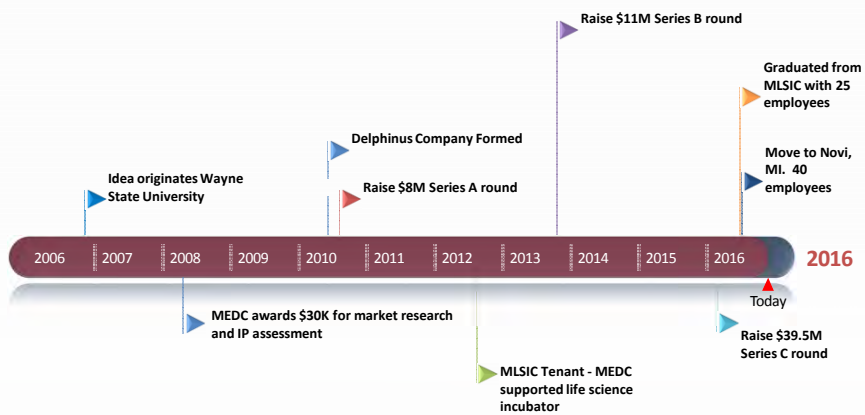 Raise $11M Series B round
Graduated from
MLSIC with 25
employees
Delphinus Company Formed
Move to Novi,
MI. 40
employees
Idea originates Wayne
State University
Raise $8M Series A round
2006 2007 2008 2009 2010 2011 2012 2013 2014 2015 2016
2016
Today
MEDC awards $30K for market research
and IP assessment
Raise $39.5M
Series C round
MLSIC Tenant - MEDC
supported life science
incubator